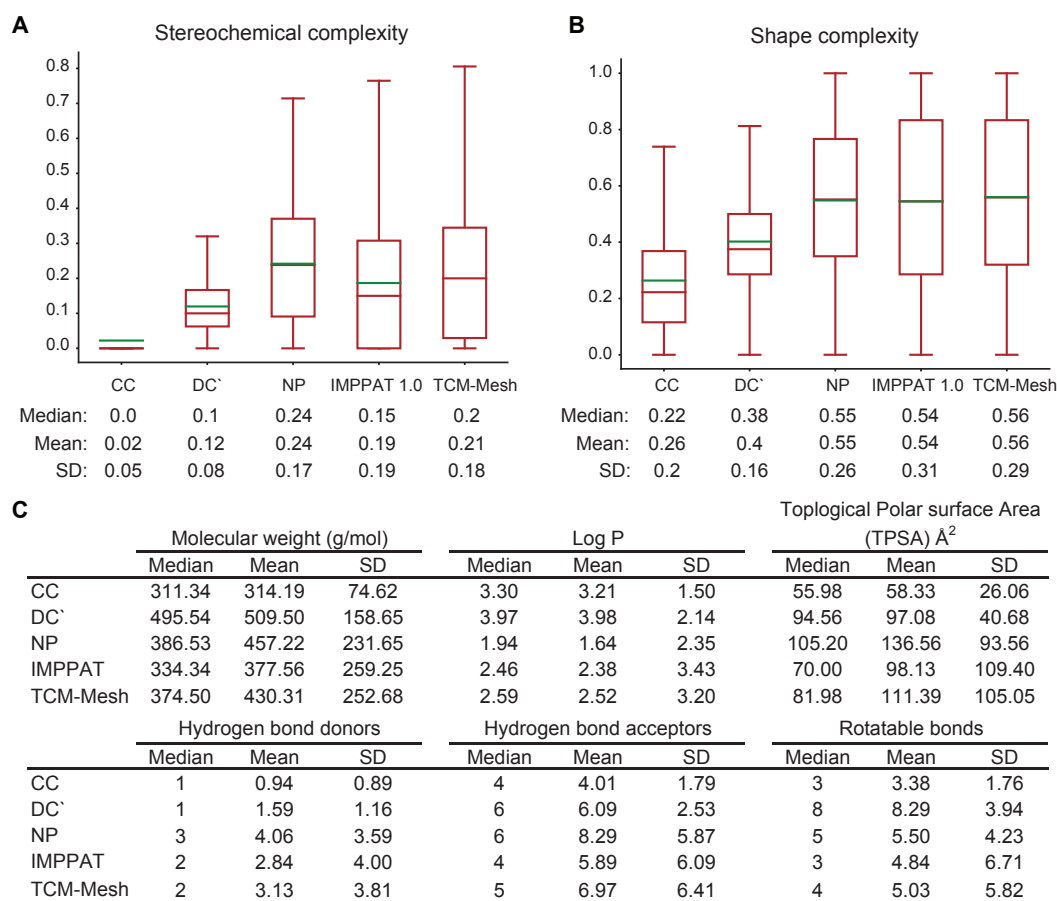 A
Stereochemical complexity
0.8
0.7
0.6
0.5
0.4
0.3
0.2
0.1
0.0
CC DC` NP IMPPAT 1.0 TCM-Mesh
Median: 0.0 0.1 0.24 0.15 0.2
Mean: 0.02 0.12 0.24 0.19 0.21
SD: 0.05 0.08 0.17 0.19 0.18
B
Shape complexity
1.0
0.8
0.6
0.4
0.2
0.0
CC DC` NP IMPPAT 1.0 TCM-Mesh
Median: 0.22 0.38 0.55 0.54 0.56
Mean: 0.26 0.4 0.55 0.54 0.56
SD: 0.2 0.16 0.26 0.31 0.29
C
Molecular weight (g/mol) Log P Toplogical Polar surface Area
(TPSA) Å²
Median Mean SD Median Mean SD Median Mean SD
CC 311.34 314.19 74.62 3.30 3.21 1.50 55.98 58.33 26.06
DC` 495.54 509.50 158.65 3.97 3.98 2.14 94.56 97.08 40.68
NP 386.53 457.22 231.65 1.94 1.64 2.35 105.20 136.56 93.56
IMPPAT 334.34 377.56 259.25 2.46 2.38 3.43 70.00 98.13 109.40
TCM-Mesh 374.50 430.31 252.68 2.59 2.52 3.20 81.98 111.39 105.05
Hydrogen bond donors Hydrogen bond acceptors Rotatable bonds
Median Mean SD Median Mean SD Median Mean SD
CC 1 0.94 0.89 4 4.01 1.79 3 3.38 1.76
DC` 1 1.59 1.16 6 6.09 2.53 8 8.29 3.94
NP 3 4.06 3.59 6 8.29 5.87 5 5.50 4.23
IMPPAT 2 2.84 4.00 4 5.89 6.09 3 4.84 6.71
TCM-Mesh 2 3.13 3.81 5 6.97 6.41 4 5.03 5.82